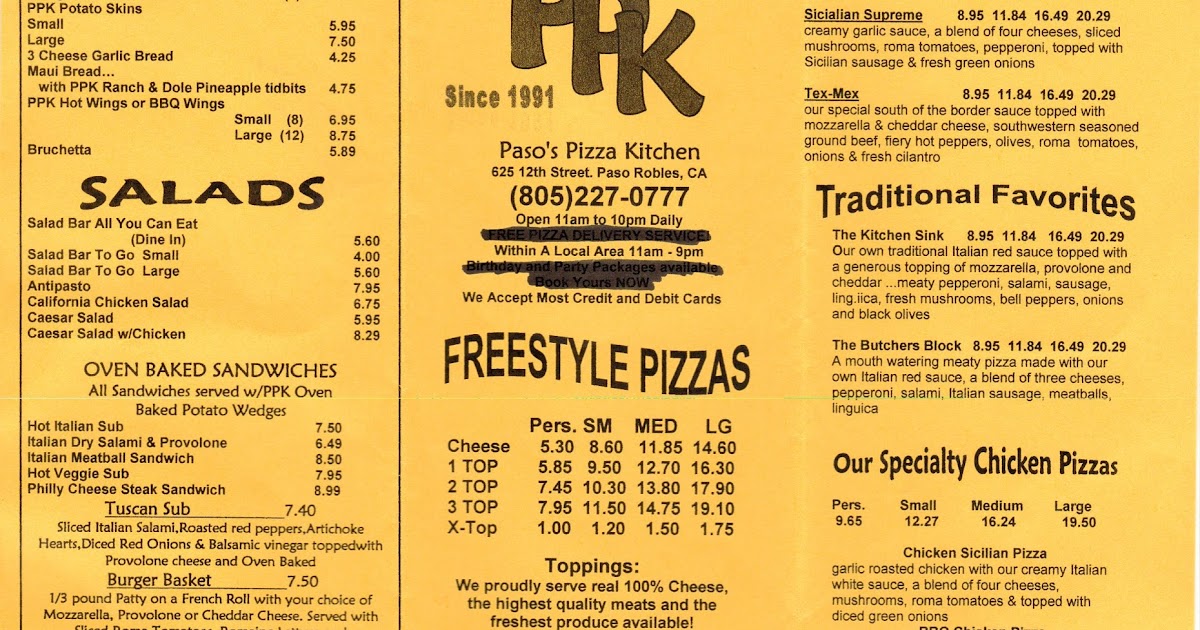 PPK Potato Skins
Small 5.95
Large 7.50
3 Cheese Garlic Bread 4.25
Maui Bread...
with PPK Ranch & Dole Pineapple tidbits 4.75
PPK Hot Wings or BBQ Wings
Small (8) 6.95
Large (12) 8.75
Bruchetta 5.89
SALADS
Salad Bar All You Can Eat
(Dine In) 5.60
Salad Bar To Go Small 4.00
Salad Bar To Go Large 5.60
Antipasto 7.95
California Chicken Salad 6.75
Caesar Salad 5.95
Caesar Salad w/Chicken 8.29
OVEN BAKED SANDWICHES
All Sandwiches served w/PPK Oven
Baked Potato Wedges
Hot Italian Sub 7.50
Italian Dry Salami & Provolone 6.49
Italian Meatball Sandwich 8.50
Hot Veggie Sub 7.95
Philly Cheese Steak Sandwich 8.99
Tuscan Sub 7.40
Sliced Italian Salami,Roasted red peppers,Artichoke
Hearts,Diced Red Onions & Balsamic vinegar toppedwith
Provolone cheese and Oven Baked
Burger Basket 7.50
1/3 pound Patty on a French Roll with your choice of
Mozzarella, Provolone or Cheddar Cheese. Served with
PPK
Since 1991
Paso's Pizza Kitchen
625 12th Street. Paso Robles, CA
(805)227-0777
Open 11am to 10pm Daily
FREE PIZZA DELIVERY SERVICE!
Within A Local Area 11am - 9pm
Birthday and Party Packages available
Book Yours NOW
We Accept Most Credit and Debit Cards
FREESTYLE PIZZAS
Pers. SM MED LG
Cheese 5.30 8.60 11.85 14.60
1 TOP 5.85 9.50 12.70 16.30
2 TOP 7.45 10.30 13.80 17.90
3 TOP 7.95 11.50 14.75 19.10
X-Top 1.00 1.20 1.50 1.75
Toppings:
We proudly serve real 100% Cheese,
the highest quality meats and the
freshest produce available!
Sicialian Supreme 8.95 11.84 16.49 20.29
creamy garlic sauce, a blend of four cheeses, sliced
mushrooms, roma tomatoes, pepperoni, topped with
Sicilian sausage & fresh green onions
Tex-Mex 8.95 11.84 16.49 20.29
our special south of the border sauce topped with
mozzarella & cheddar cheese, southwestern seasoned
ground beef, fiery hot peppers, olives, roma tomatoes,
onions & fresh cilantro
Traditional Favorites
The Kitchen Sink 8.95 11.84 16.49 20.29
Our own traditional Italian red sauce topped with
a generous topping of mozzarella, provolone and
cheddar ...meaty pepperoni, salami, sausage,
ling.iica, fresh mushrooms, bell peppers, onions
and black olives
The Butchers Block 8.95 11.84 16.49 20.29
A mouth watering meaty pizza made with our
own Italian red sauce, a blend of three cheeses,
pepperoni, salami, Italian sausage, meatballs,
linguica
Our Specialty Chicken Pizzas
Pers. Small Medium Large
9.65 12.27 16.24 19.50
Chicken Sicilian Pizza
garlic roasted chicken with our creamy Italian
white sauce, a blend of four cheeses,
mushrooms, roma tomatoes & topped with
diced green onions